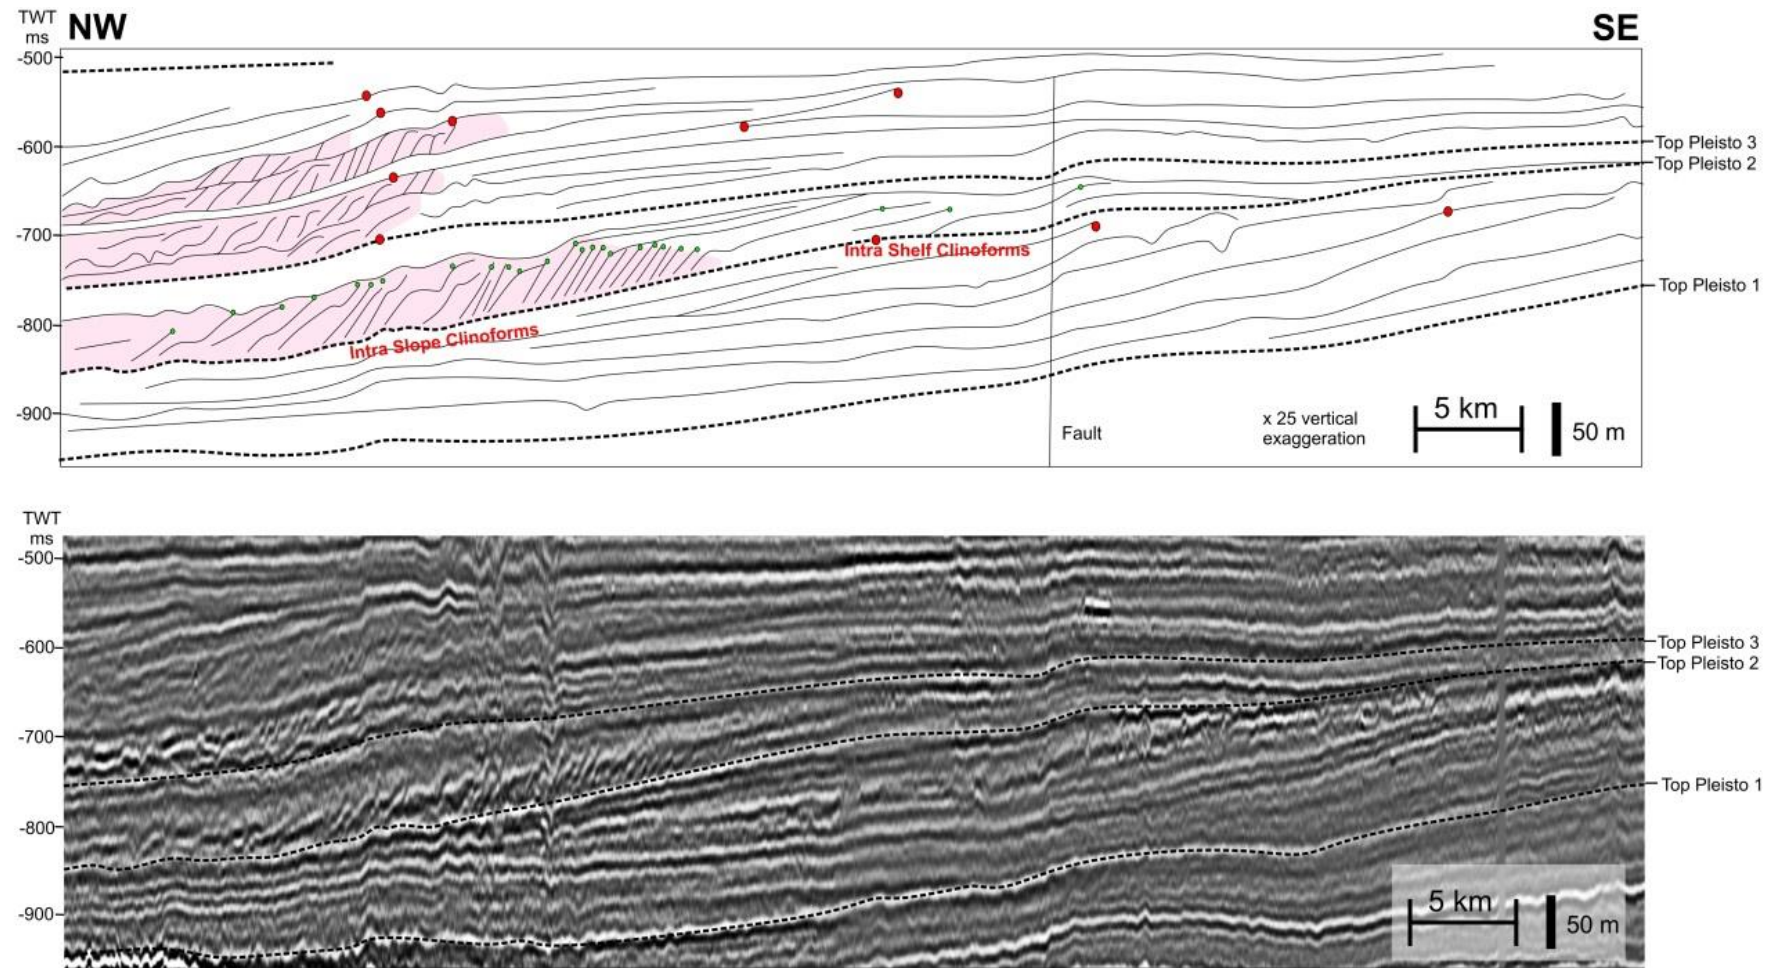 TWT
ms
NW
SE
-500
-600
-700
-800
-900
Top Pleisto 3
Top Pleisto 2
Top Pleisto 1
Intra Shelf Clinoforms
Intra Slope Clinoforms
Fault
x 25 vertical
exaggeration
5 km
50 m
TWT
ms
-500
-600
-700
-800
-900
Top Pleisto 3
Top Pleisto 2
Top Pleisto 1
5 km
50 m